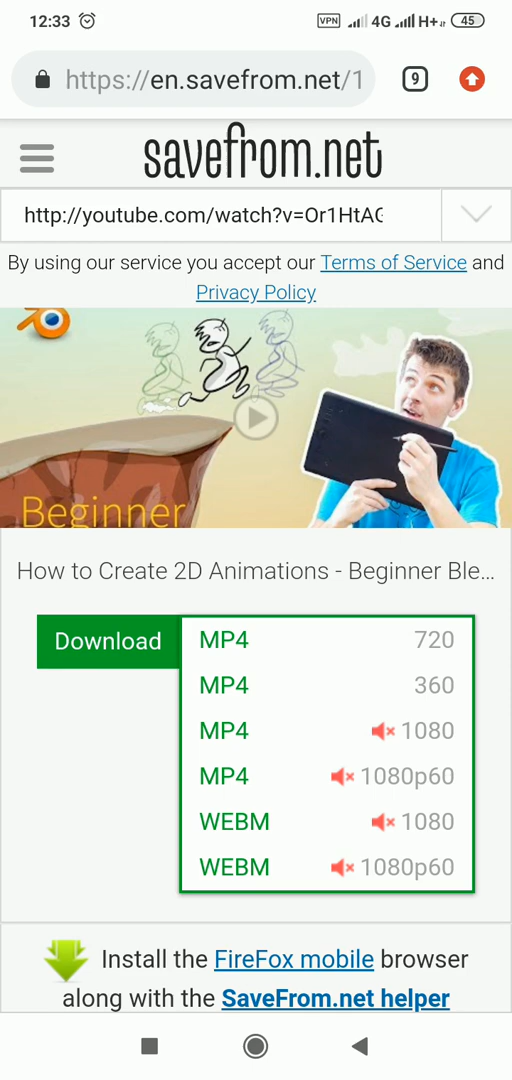 12:33 VPN 4G H+ 45
https://en.savefrom.net/1 9
savefrom.net
http://youtube.com/watch?v=Or1HtAC
By using our service you accept our Terms of Service and
Privacy Policy
Beginner
How to Create 2D Animations - Beginner Ble...
Download
MP4 720
MP4 360
MP4 1080
MP4 1080p60
WEBM 1080
WEBM 1080p60
Install the FireFox mobile browser
along with the SaveFrom.net helper